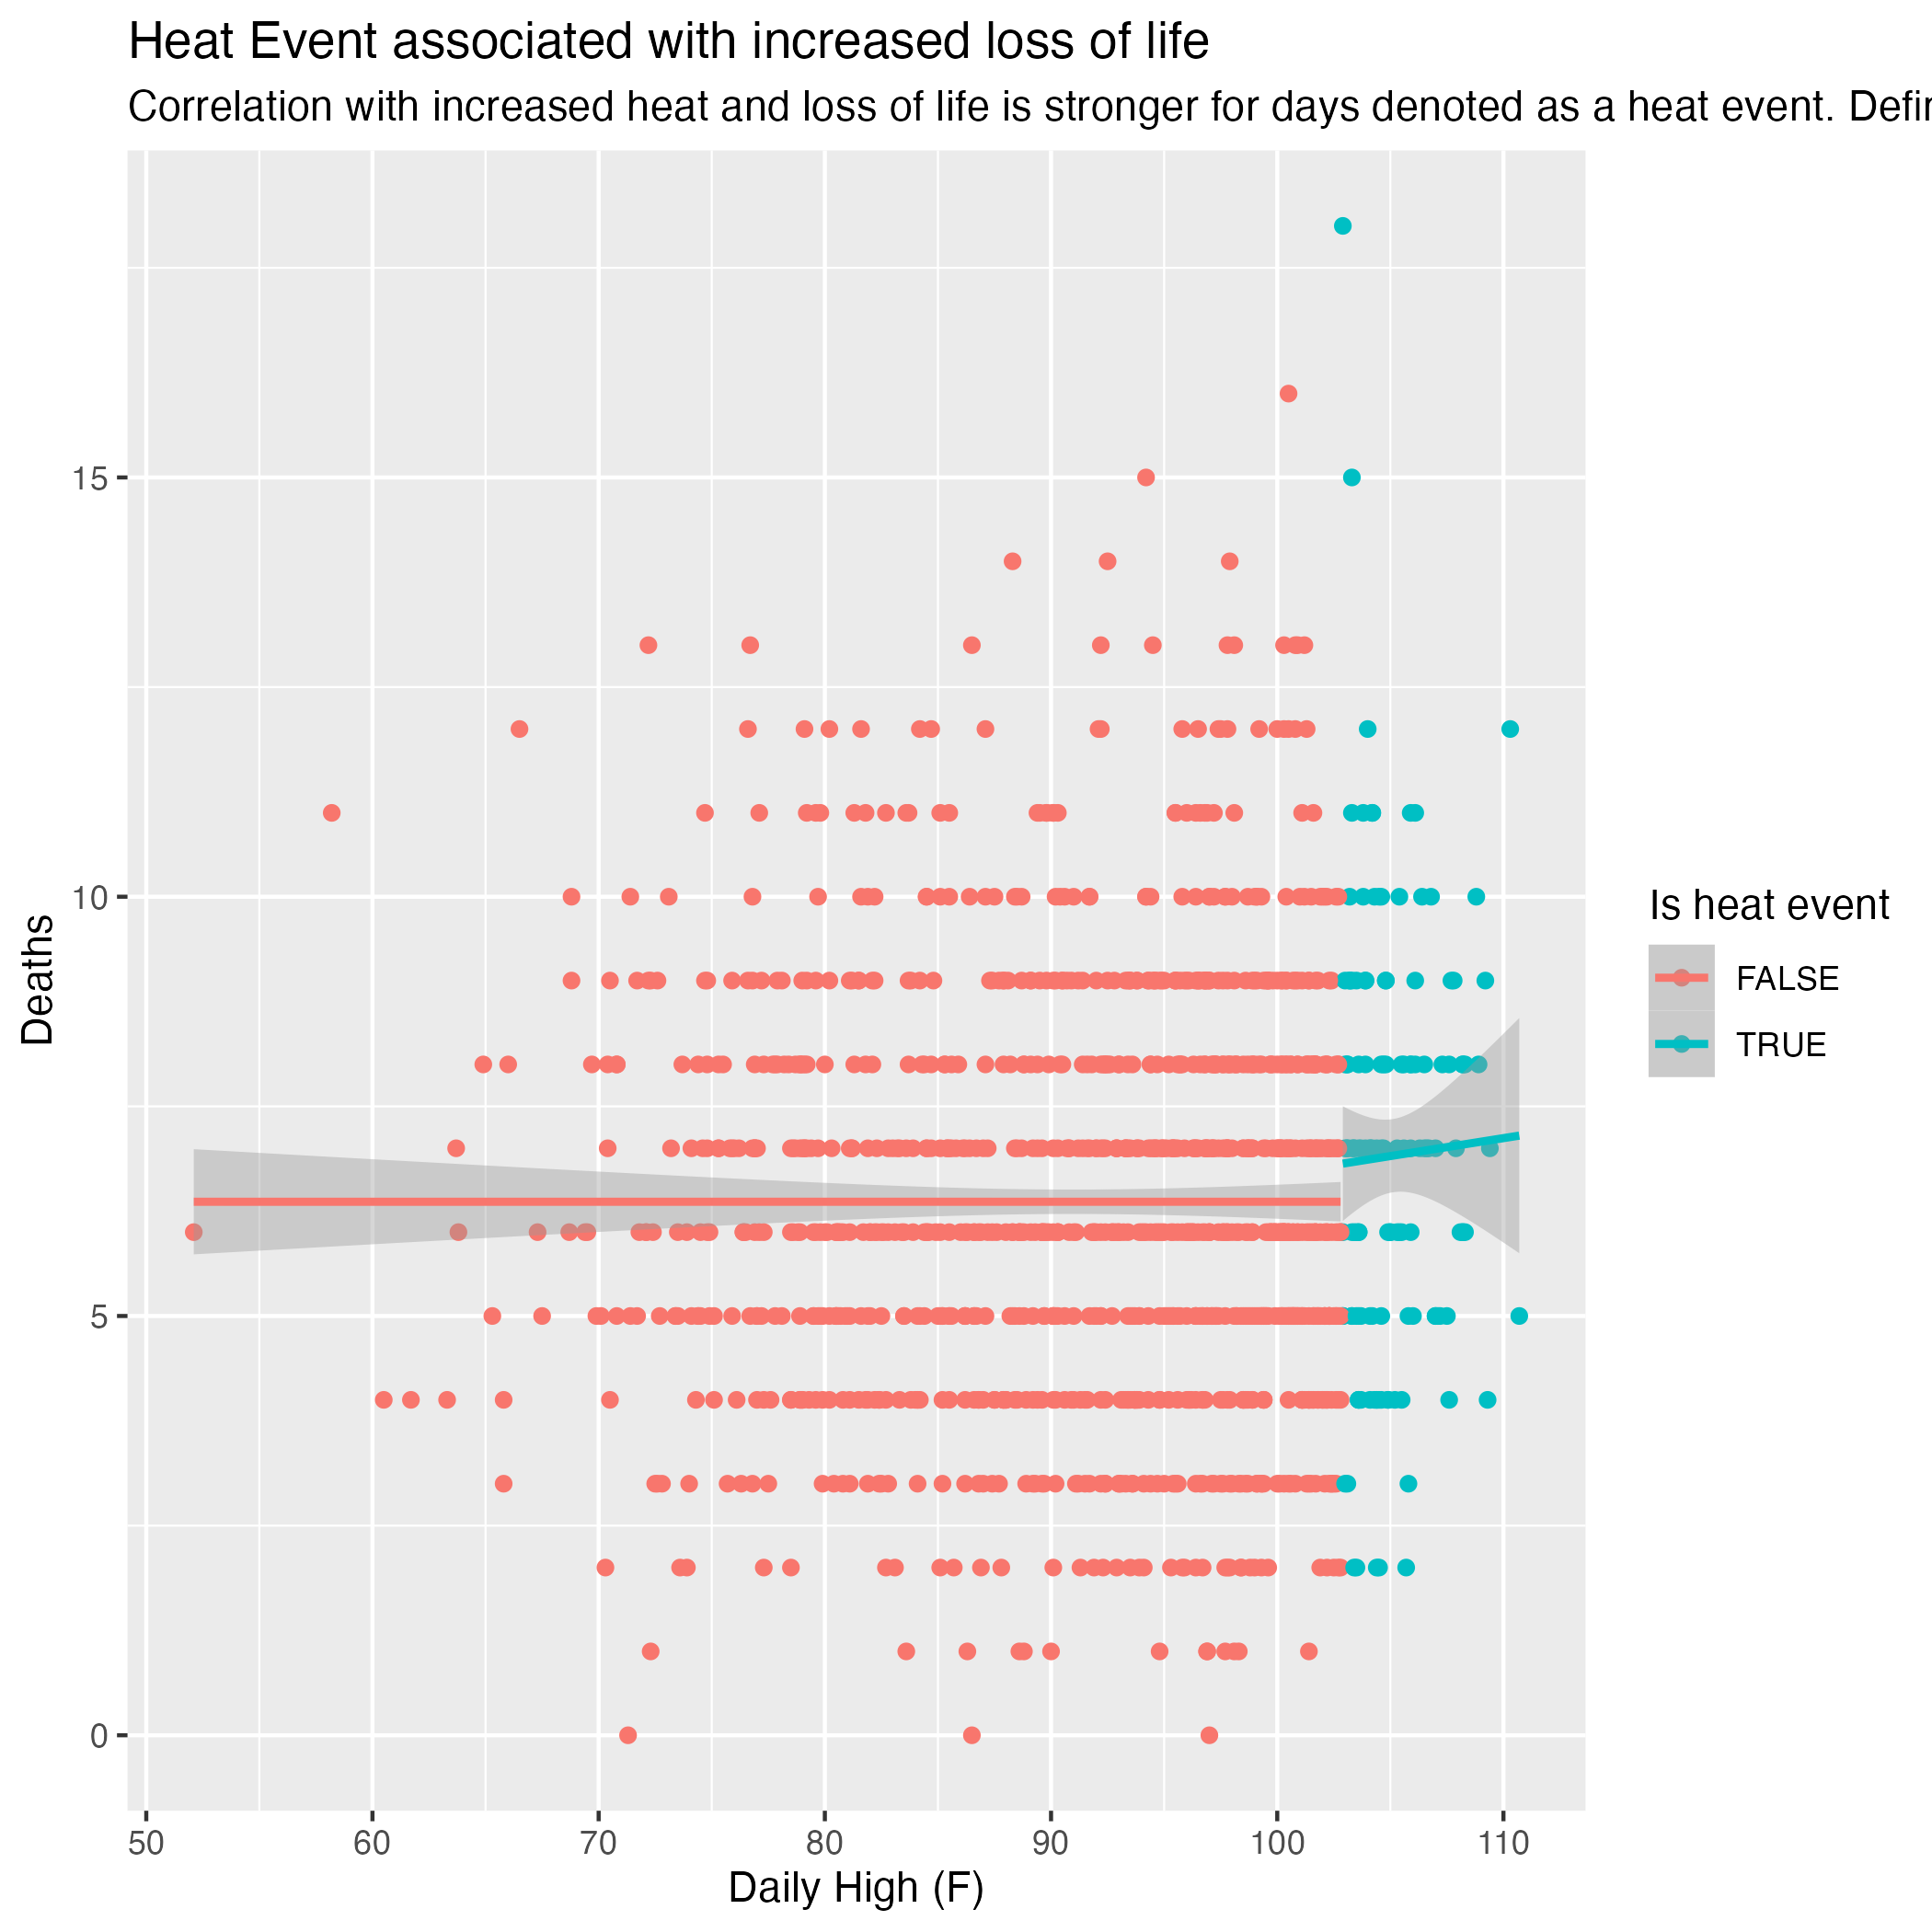 Heat Event associated with increased loss of life
Correlation with increased heat and loss of life is stronger for days denoted as a heat event.
15
10
5
0
Deaths
50 60 70 80 90 100 110
Daily High (F)
Is heat event
FALSE
TRUE